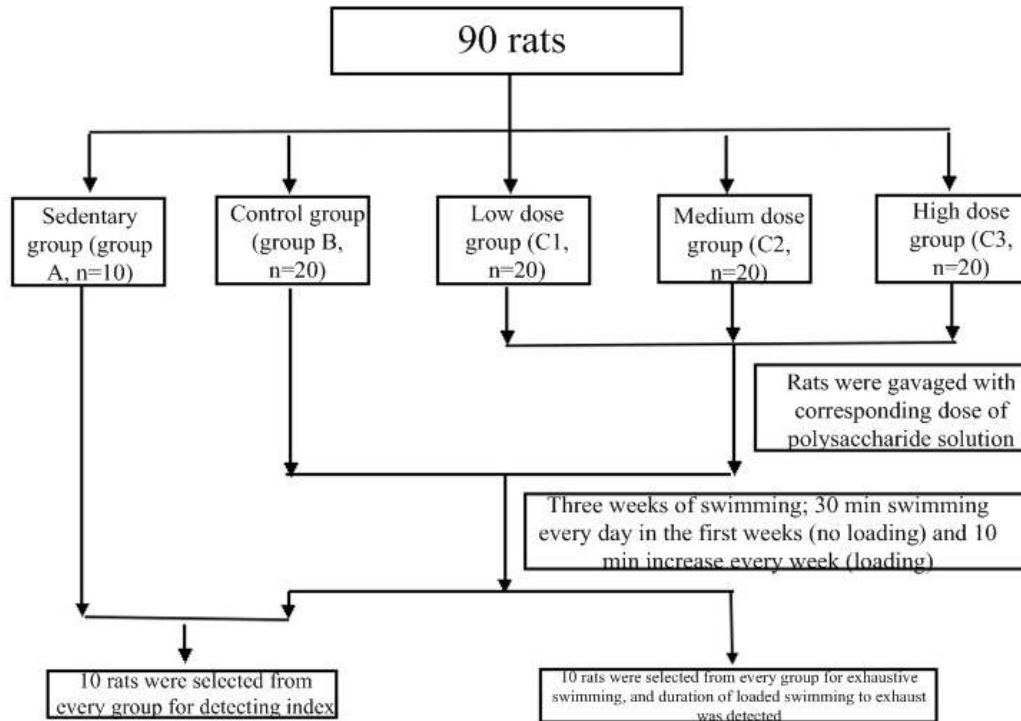 90 rats
Sedentary
group (group
A, n=10)
Control group
(group B,
n=20)
Low dose
group (C1,
n=20)
Medium dose
group (C2,
n=20)
High dose
group (C3,
n=20)
Rats were gavaged with
corresponding dose of
polysaccharide solution
Three weeks of swimming; 30 min swimming
every day in the first weeks (no loading) and 10
min increase every week (loading)
10 rats were selected from
every group for detecting index
10 rats were selected from every group for exhaustive
swimming, and duration of loaded swimming to exhaust
was detected